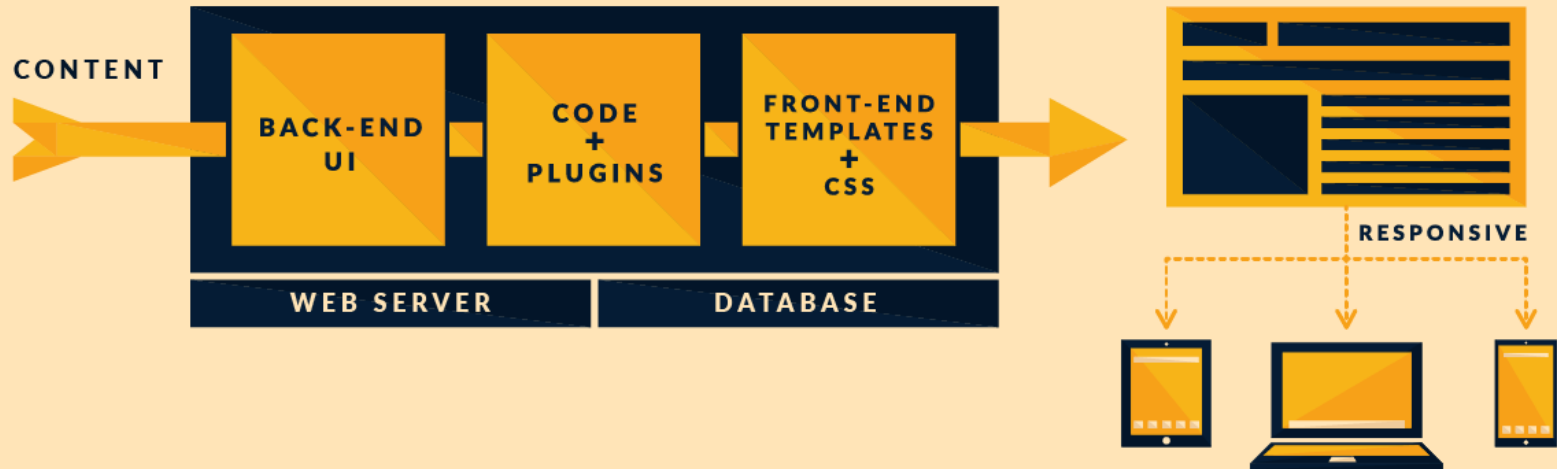 CONTENT
BACK-END
UI
CODE
+
PLUGINS
FRONT-END
TEMPLATES
+
CSS
WEB SERVER
DATABASE
RESPONSIVE